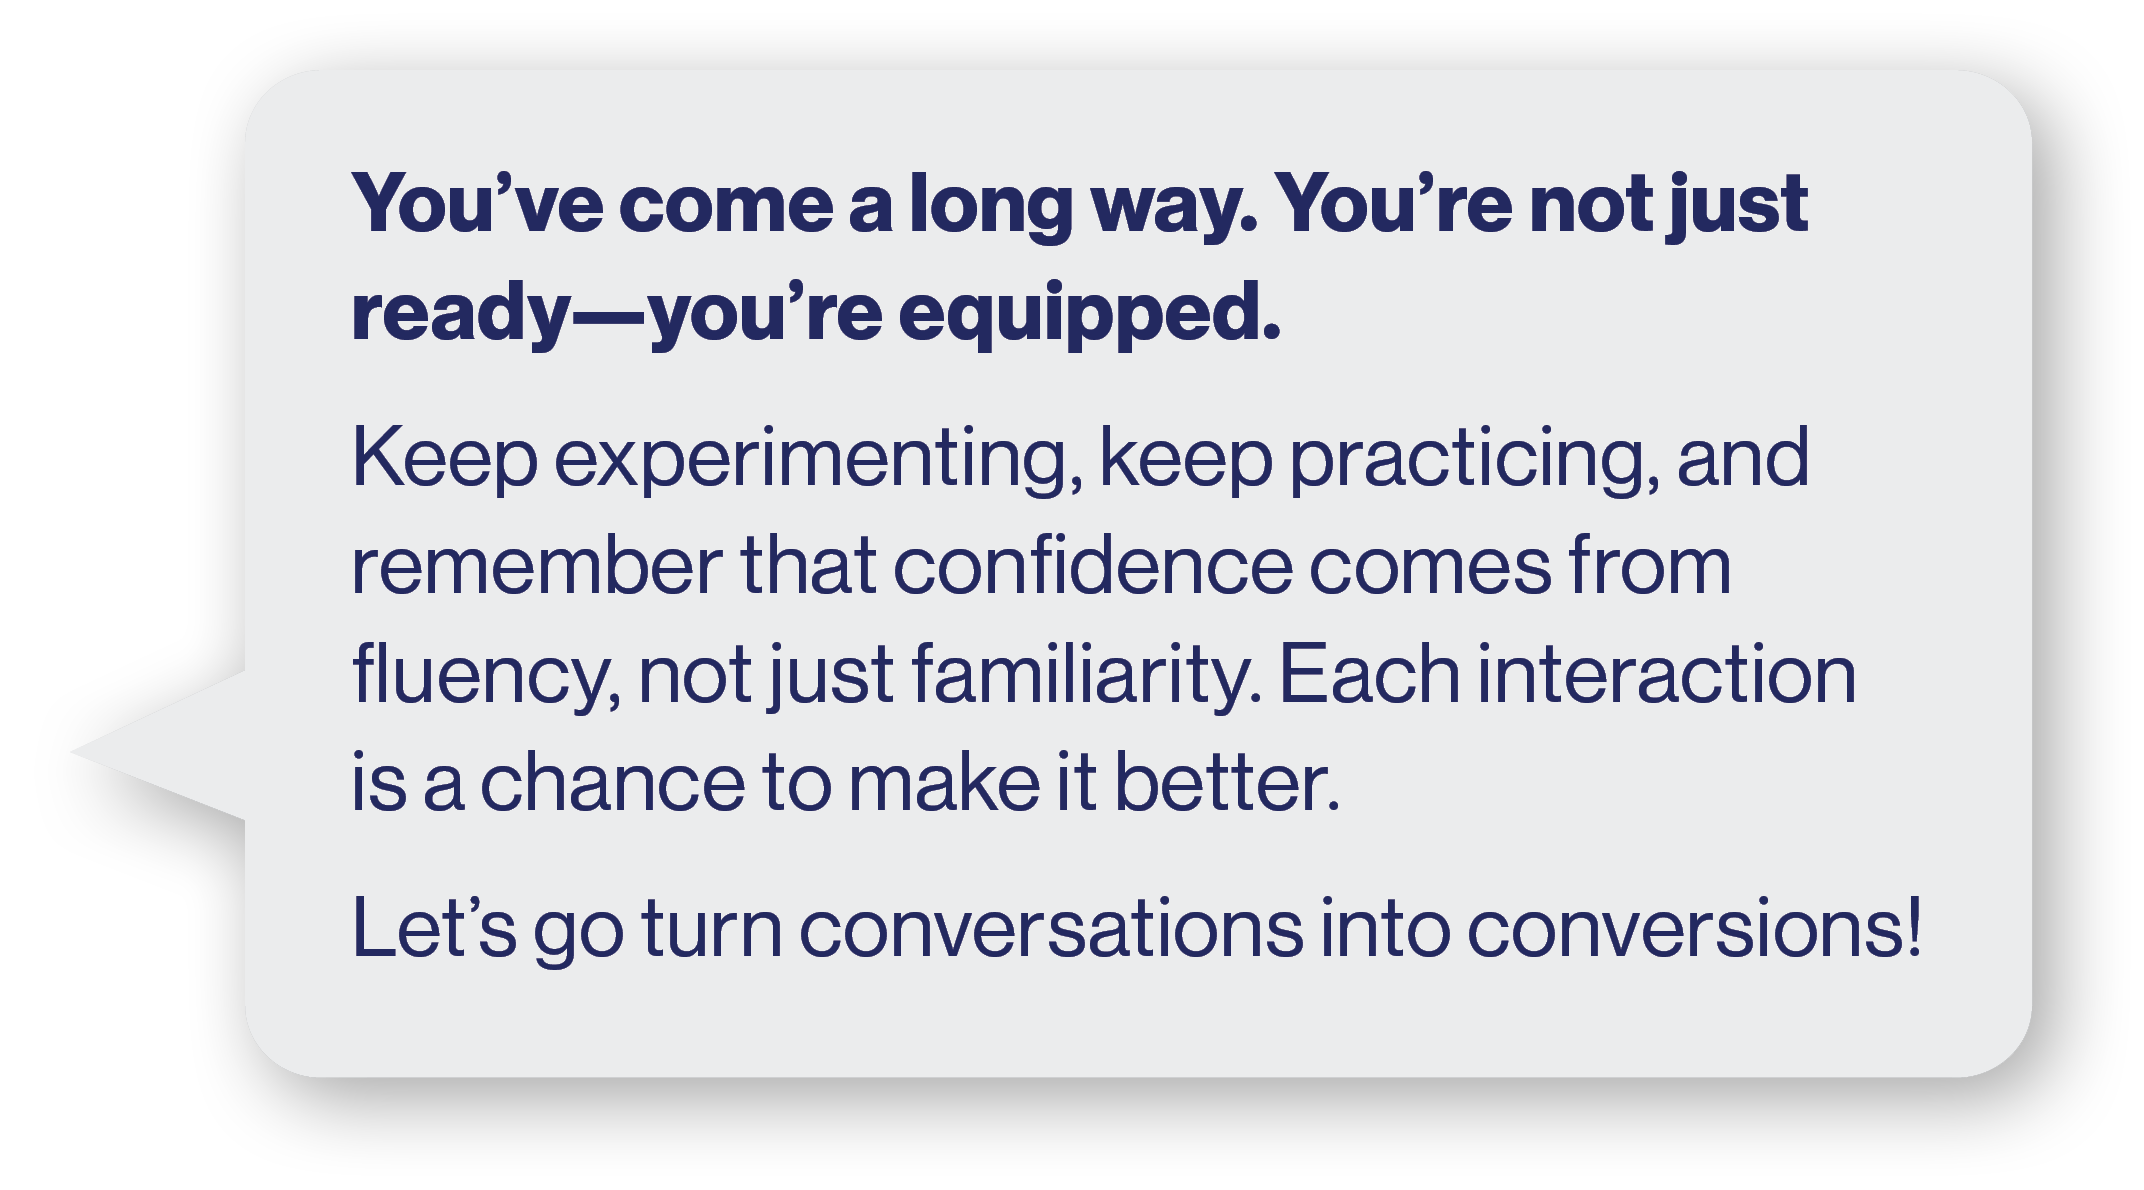 You’ve come a long way. You’re not just
ready—you’re equipped.
Keep experimenting, keep practicing, and
remember that confidence comes from
fluency, not just familiarity. Each interaction
is a chance to make it better.
Let’s go turn conversations into conversions!